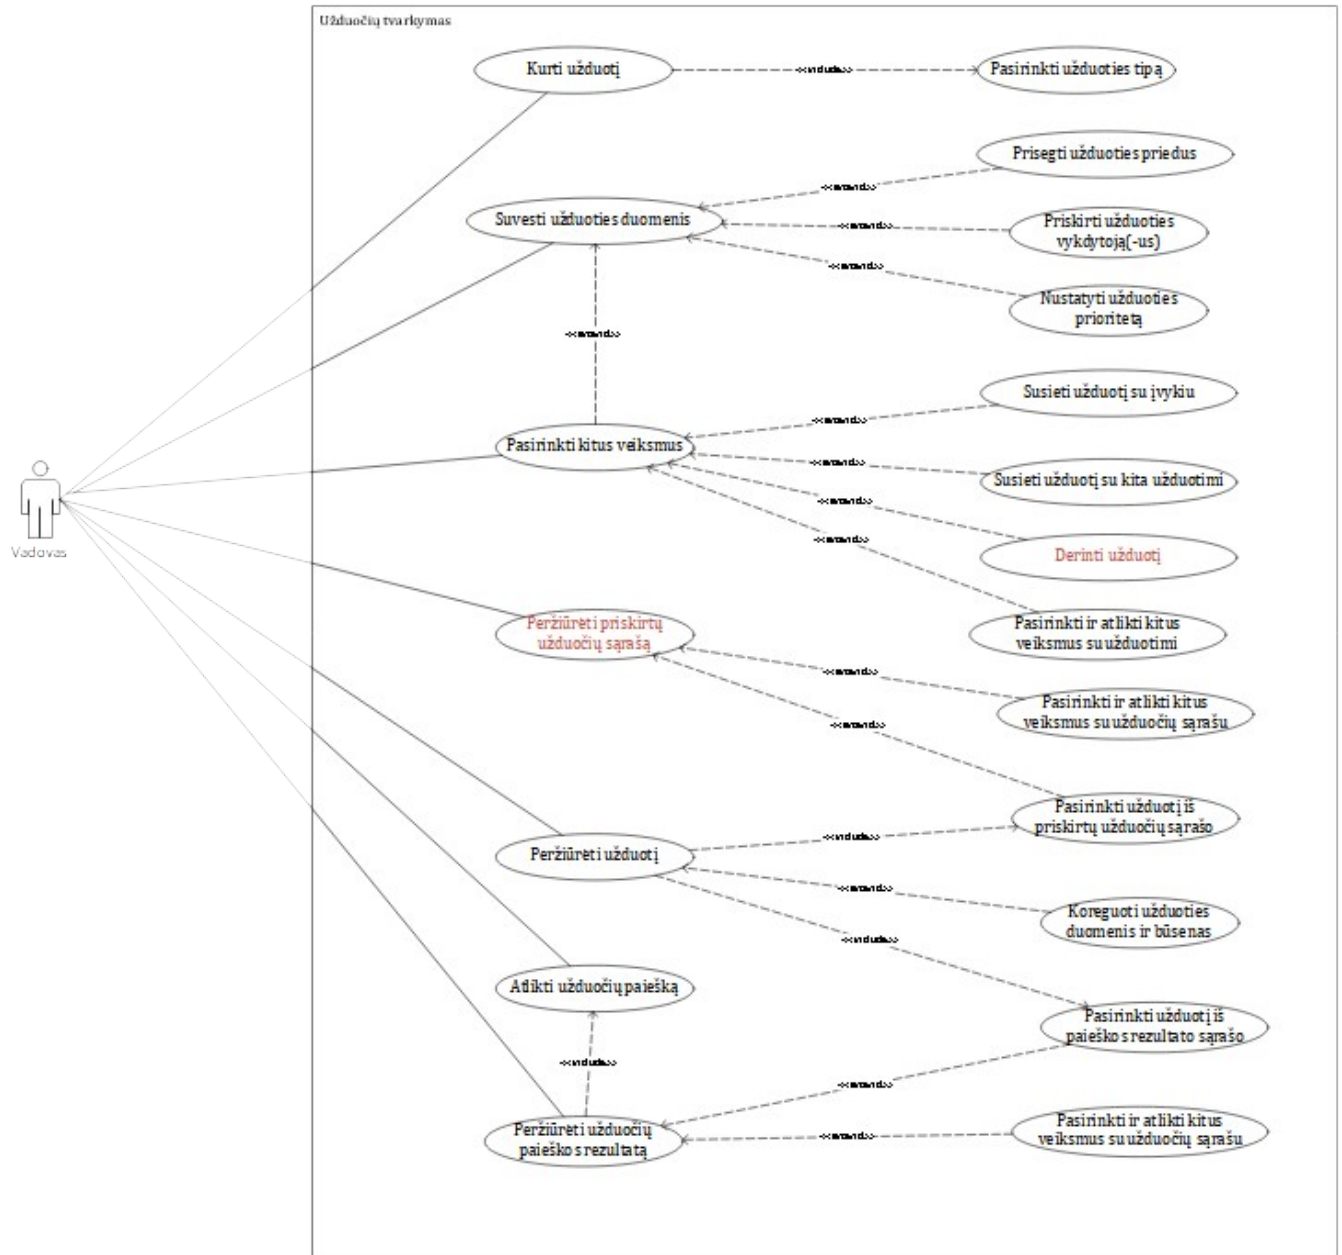 Užduočių tvarkymas
Kurti užduotį
<<include>>
Pasirinkti užduoties tipą
Prisegti užduoties priedus
<<extend>>
Suvesti užduoties duomenis
<<extend>>
Priskirti užduoties
vykdytoją(-us)
<<extend>>
Nustatyti užduoties
prioritetą
<<extend>>
Susieti užduotį su įvykiu
<<extend>>
Pasirinkti kitus veiksmus
<<extend>>
Susieti užduotį su kita užduotimi
<<extend>>
Derinti užduotį
<<extend>>
Vadovas
Peržiūrėti priskirtų
užduočių sąrašą
Pasirinkti ir atlikti kitus
veiksmus su užduotimi
<<extend>>
Pasirinkti ir atlikti kitus
veiksmus su užduočių sąrašu
<<extend>>
Pasirinkti užduotį iš
priskirtų užduočių sąrašo
<<include>>
Peržiūrėti užduotį
<<extend>>
Koreguoti užduoties
duomenis ir būsenas
<<include>>
Atlikti užduočių paiešką
Pasirinkti užduotį iš
paieškos rezultato sąrašo
<<include>>
<<extend>>
Peržiūrėti užduočių
paieškos rezultatą
<<extend>>
Pasirinkti ir atlikti kitus
veiksmus su užduočių sąrašu